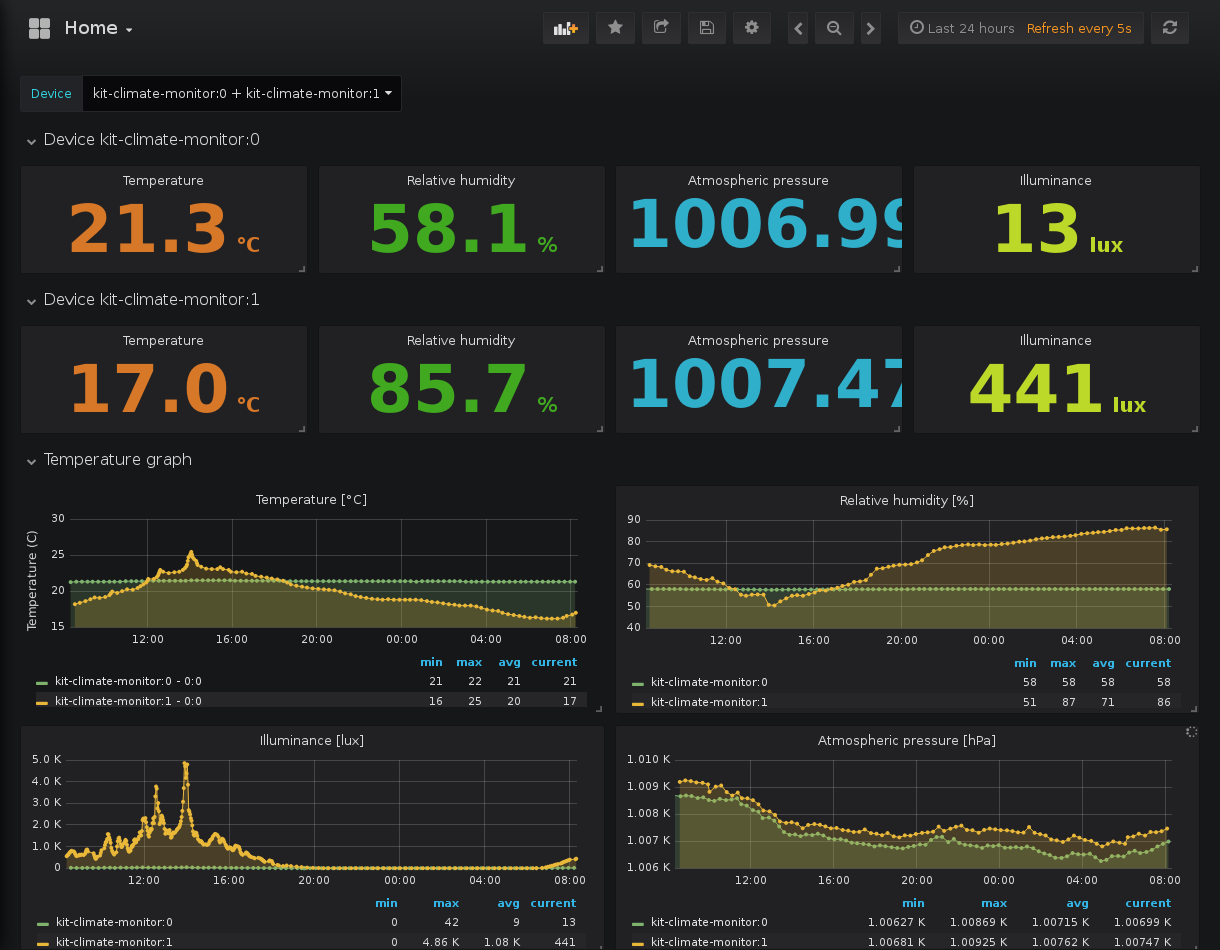 Home
Last 24 hours Refresh every 5s
Device kit-climate-monitor:0 + kit-climate-monitor:1
Device kit-climate-monitor:0
Temperature Relative humidity Atmospheric pressure Illuminance
21.3 °C 58.1 % 1006.99 13 lux
Device kit-climate-monitor:1
Temperature Relative humidity Atmospheric pressure Illuminance
17.0 °C 85.7 % 1007.47 441 lux
Temperature graph
Temperature [°C]
Temperature (C)
30
25
20
15
12:00 16:00 20:00 00:00 04:00 08:00
min max avg current
kit-climate-monitor:0 - 0:0 21 22 21 21
kit-climate-monitor:1 - 0:0 16 25 20 17
Relative humidity [%]
90
80
70
60
50
40
12:00 16:00 20:00 00:00 04:00 08:00
min max avg current
kit-climate-monitor:0 58 58 58 58
kit-climate-monitor:1 51 87 71 86
Illuminance [lux]
5.0 K
4.0 K
3.0 K
2.0 K
1.0 K
0
12:00 16:00 20:00 00:00 04:00 08:00
min max avg current
kit-climate-monitor:0 0 42 9 13
kit-climate-monitor:1 0 4.86 K 1.08 K 441
Atmospheric pressure [hPa]
1.010 K
1.009 K
1.008 K
1.007 K
1.006 K
12:00 16:00 20:00 00:00 04:00 08:00
min max avg current
kit-climate-monitor:0 1.00627 K 1.00869 K 1.00715 K 1.00699 K
kit-climate-monitor:1 1.00681 K 1.00925 K 1.00762 K 1.00747 K